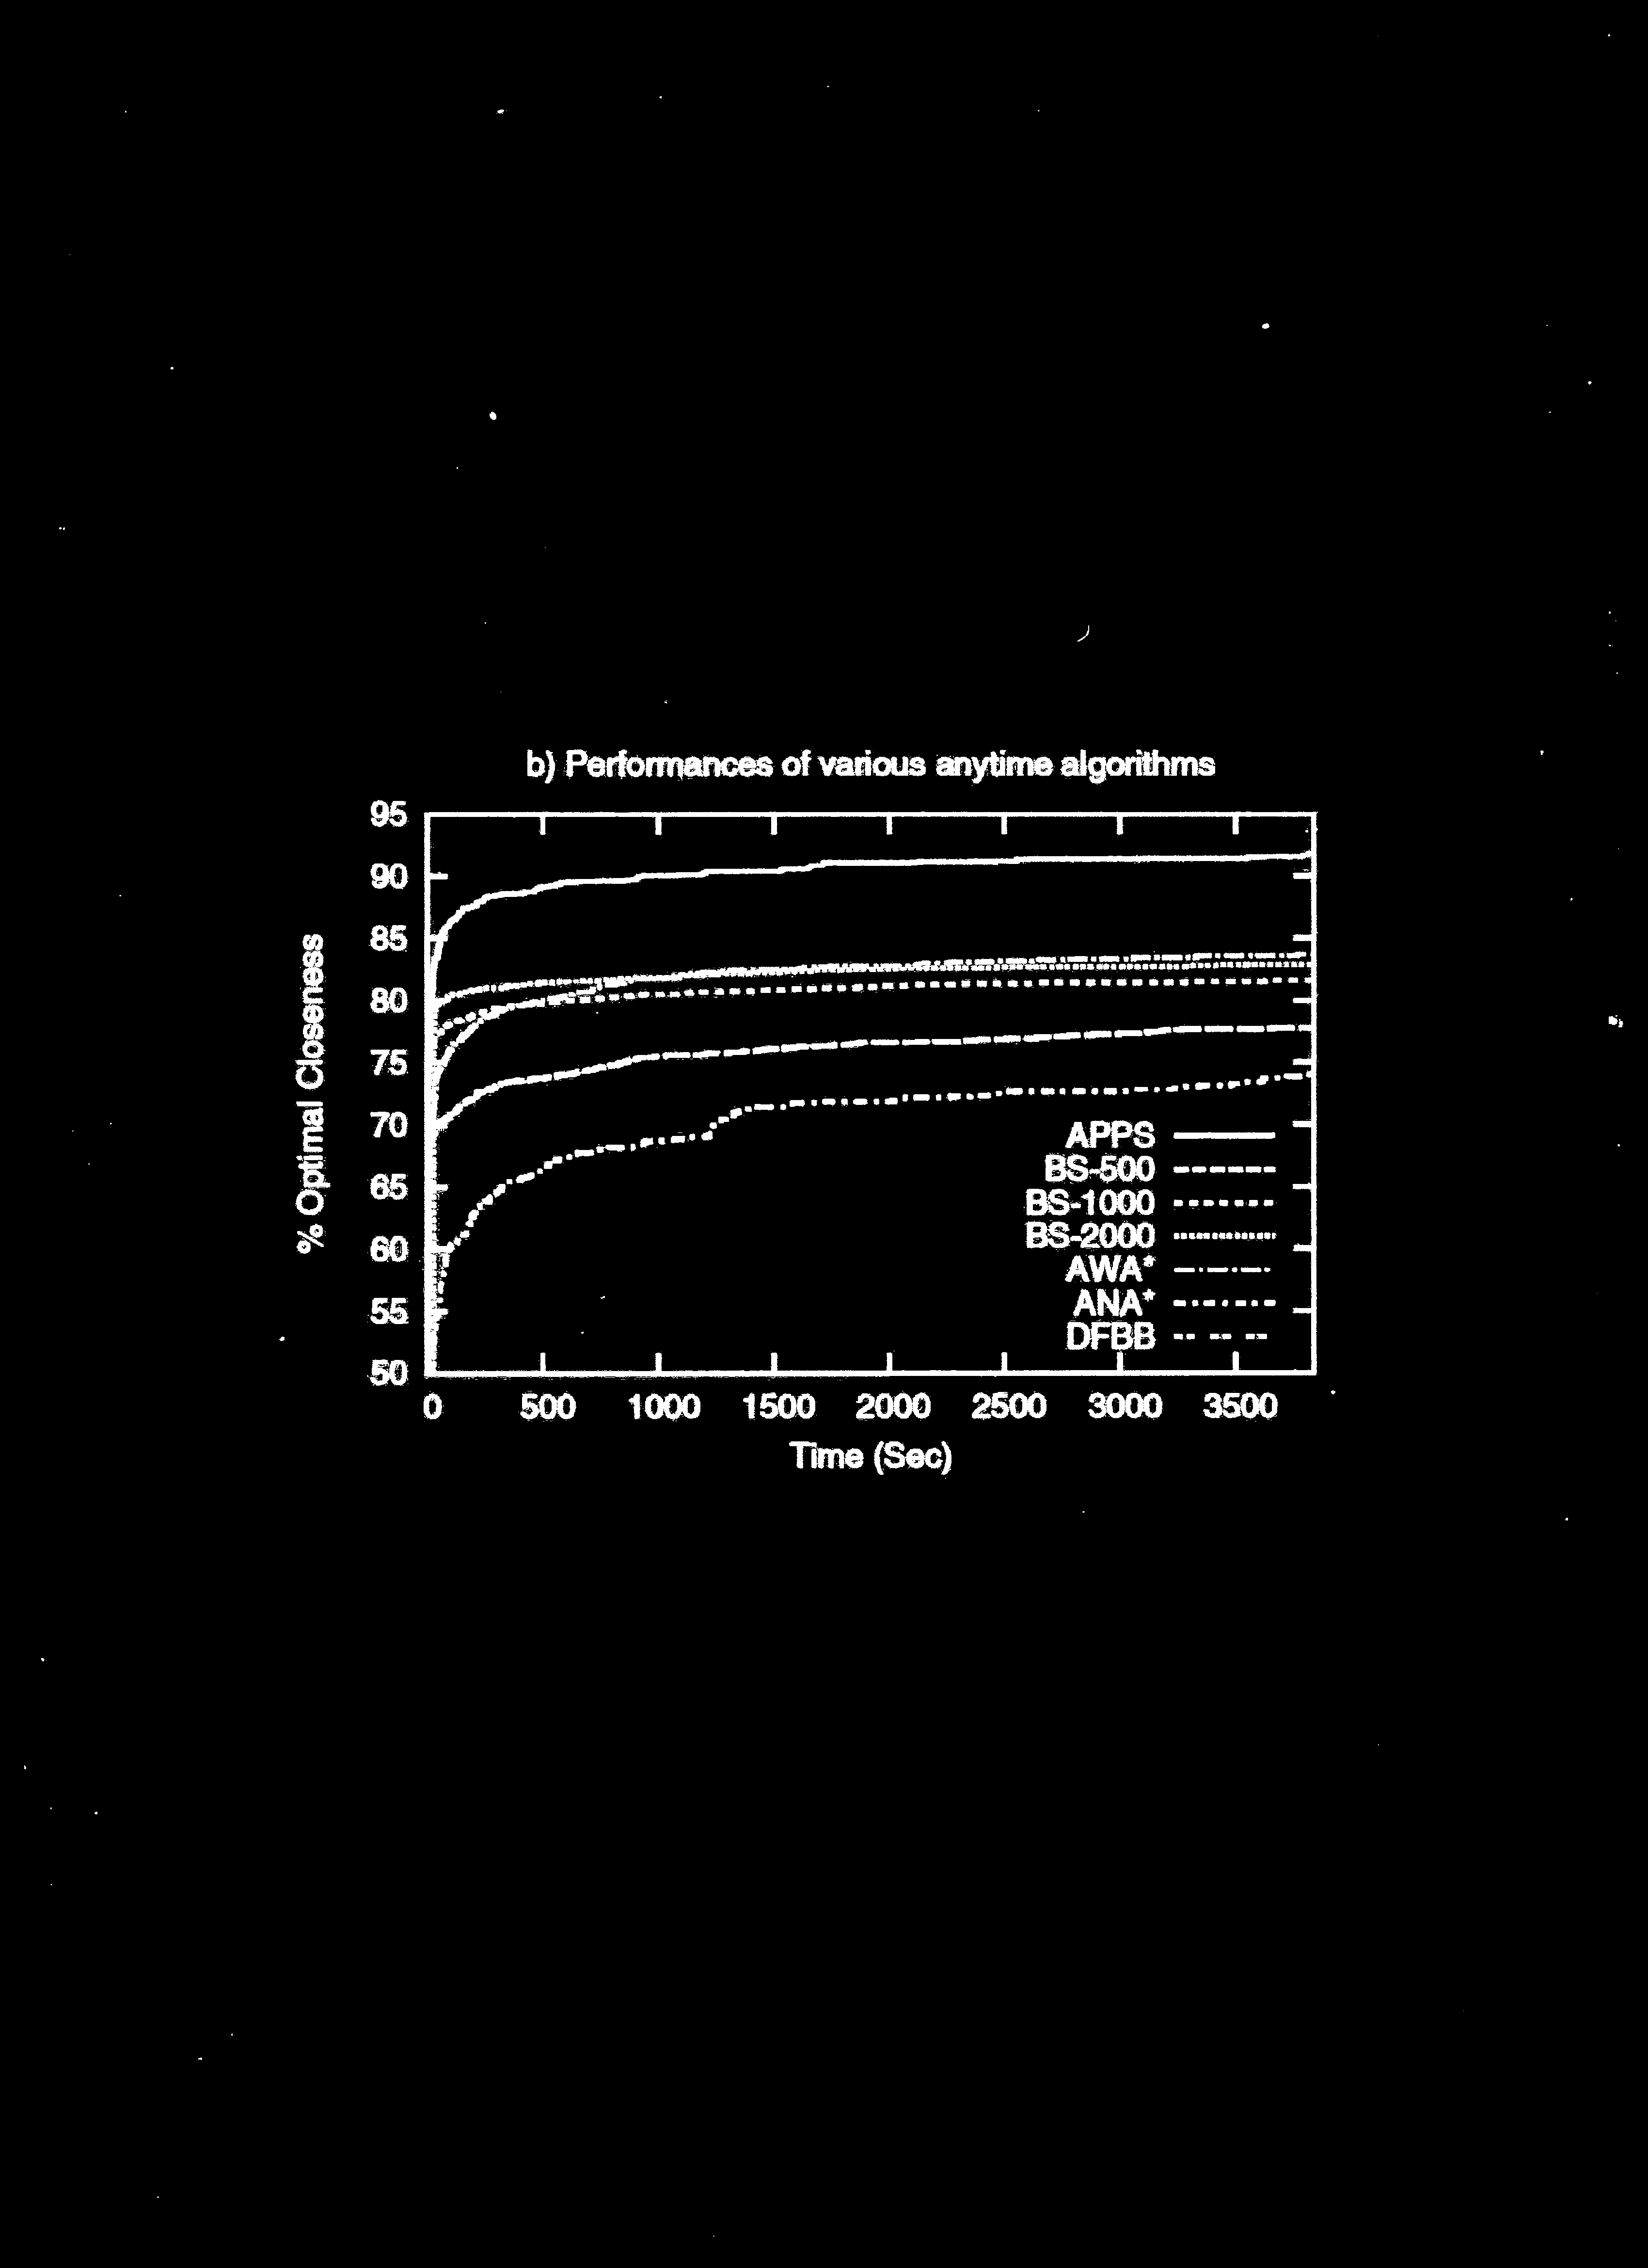 b) Performances of various anytime algorithms
95
90
85
80
75
70
65
60
55
50
% Optimal Closeness
APPS
BS-500
BS-1000
BS-2000
AWA*
ANA*
DFBB
0 500 1000 1500 2000 2500 3000 3500
Time (Sec)